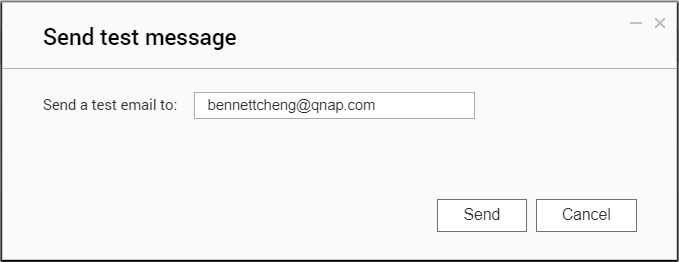 Send test message
Send a test email to: bennettcheng@qnap.com
Send Cancel